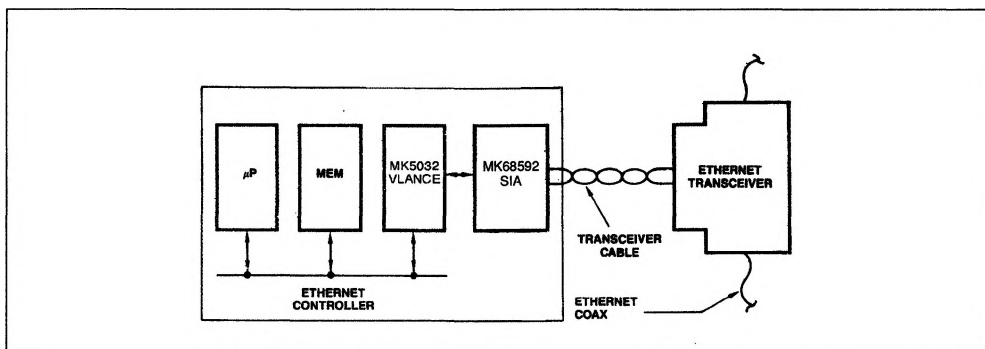 µP
MEM
MK5032
VLANCE
MK68592
SIA
ETHERNET
TRANSCEIVER
TRANSCEIVER
CABLE
ETHERNET
CONTROLLER
ETHERNET
COAX